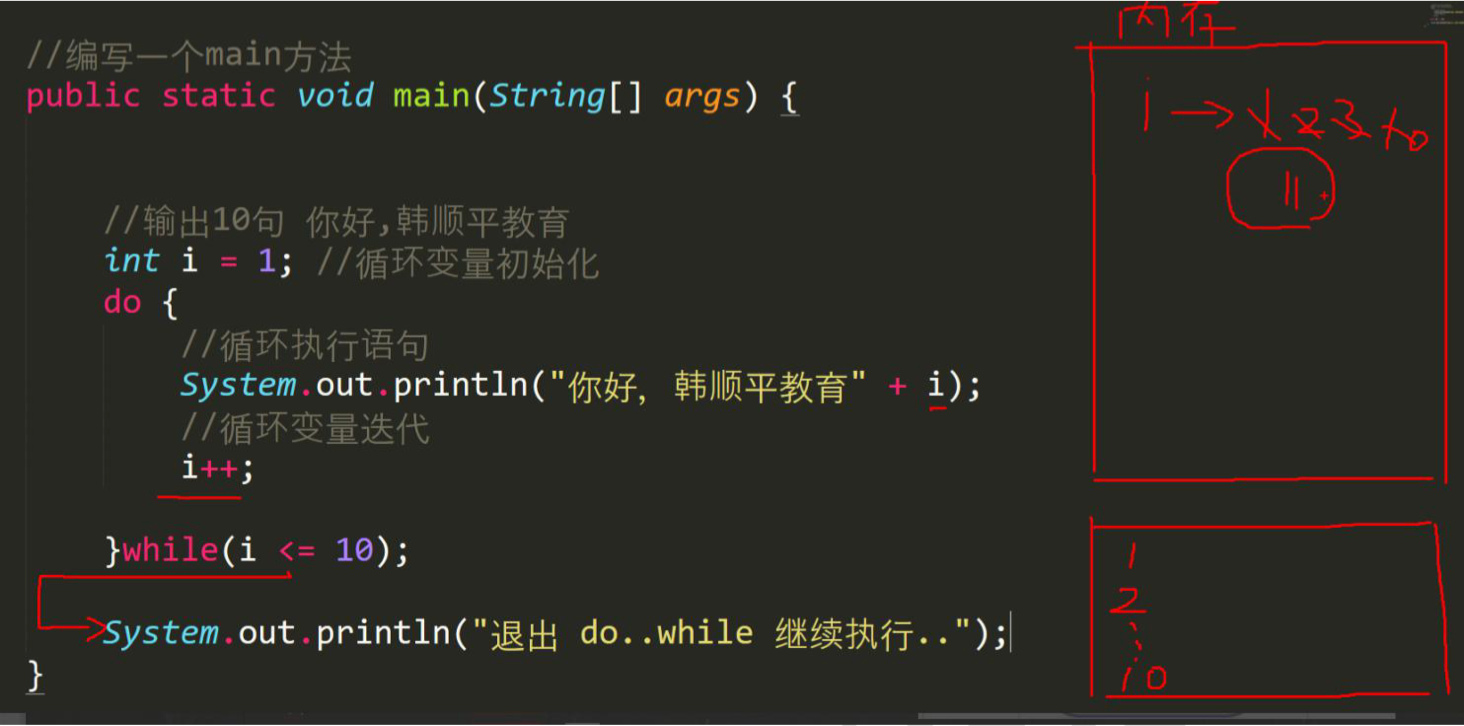 //编写一个main方法
public static void main(String[] args) {
//输出10句 你好,韩顺平教育
int i = 1; //循环变量初始化
do {
//循环执行语句
System.out.println("你好, 韩顺平教育" + i);
//循环变量迭代
i++;
}while(i <= 10);
System.out.println("退出 do..while 继续执行..");
}
内存
i → 1 2 3 10
11
1
2
10